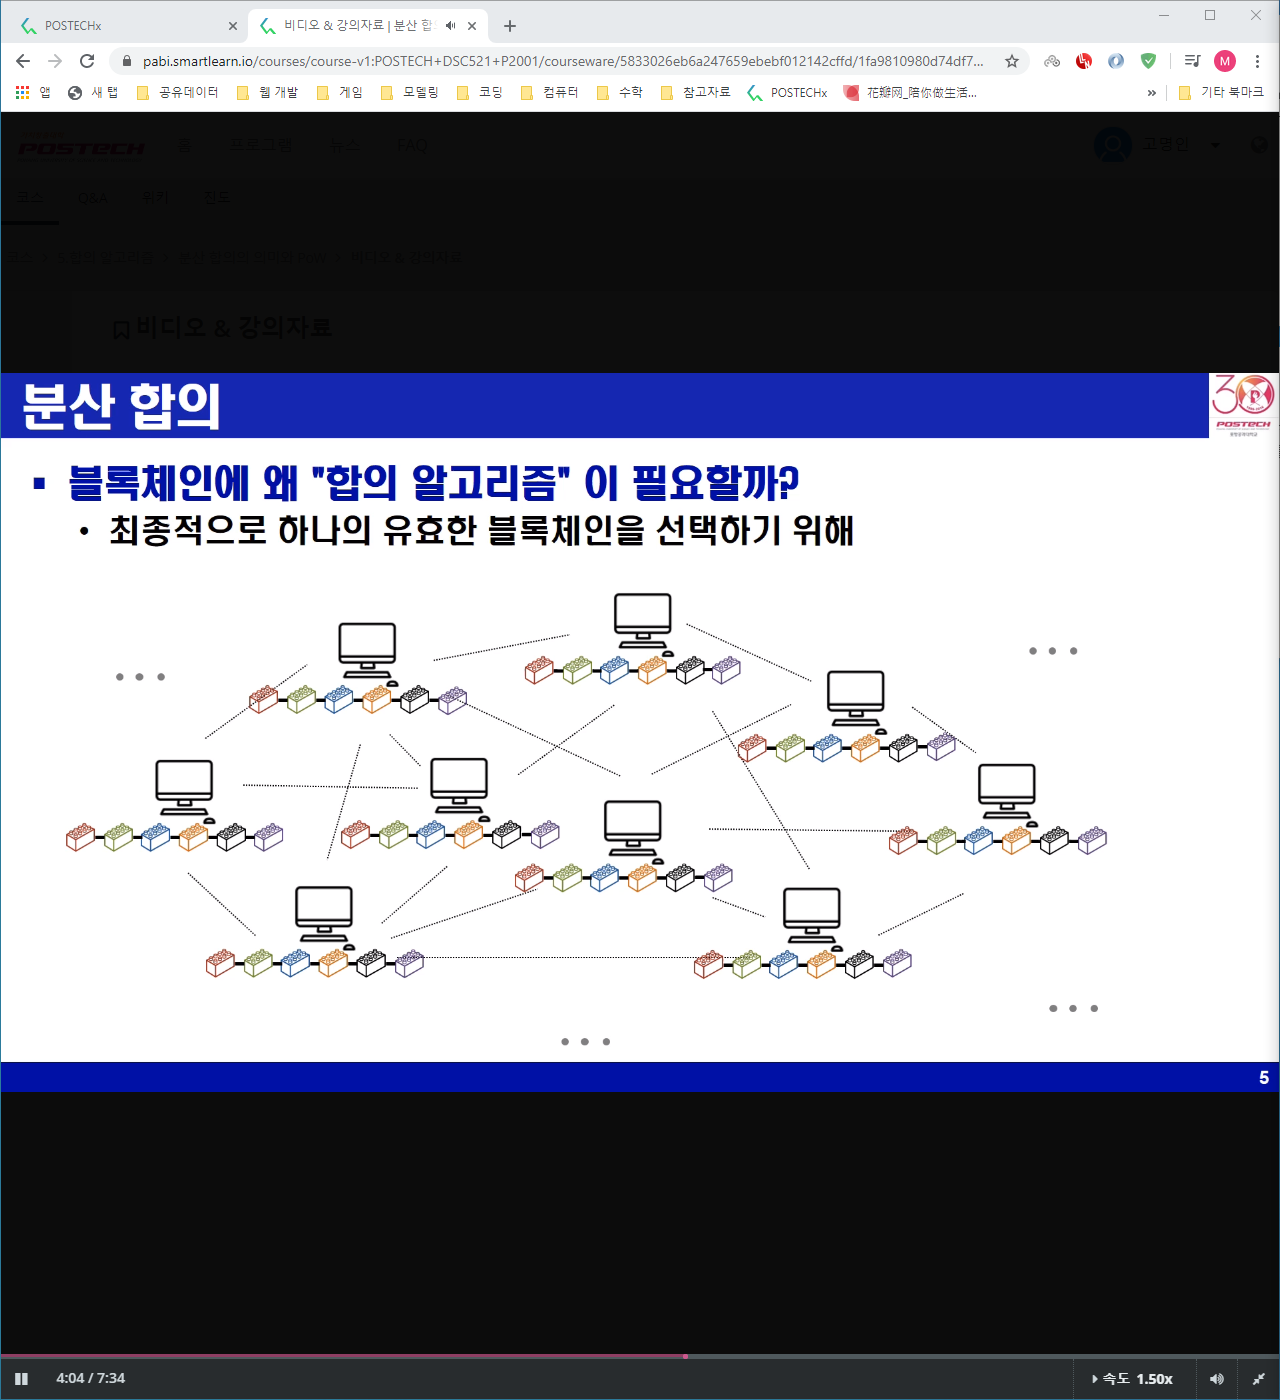 POSTECHx
비디오 & 강의자료 | 분산 합
pabi.smartlearn.io/courses/course-v1:POSTECH+DSC521+P2001/courseware/5833026eb6a247659ebebf012142cffd/1fa9810980d74df7...
M
앱 새 탭 공유데이터 웹 개발 게임 모델링 코딩 컴퓨터 수학 참고자료 POSTECHx 花瓣网_陪你做生活... » 기타 북마크
POSTECH 홈 프로그램 뉴스 FAQ 고영인
코스 Q&A 위키 진도
비디오 & 강의자료
분산 합의
30
POSTECH
블록체인에 왜 "합의 알고리즘" 이 필요할까?
최종적으로 하나의 유효한 블록체인을 선택하기 위해
5
4:04 / 7:34
속도 1.50x